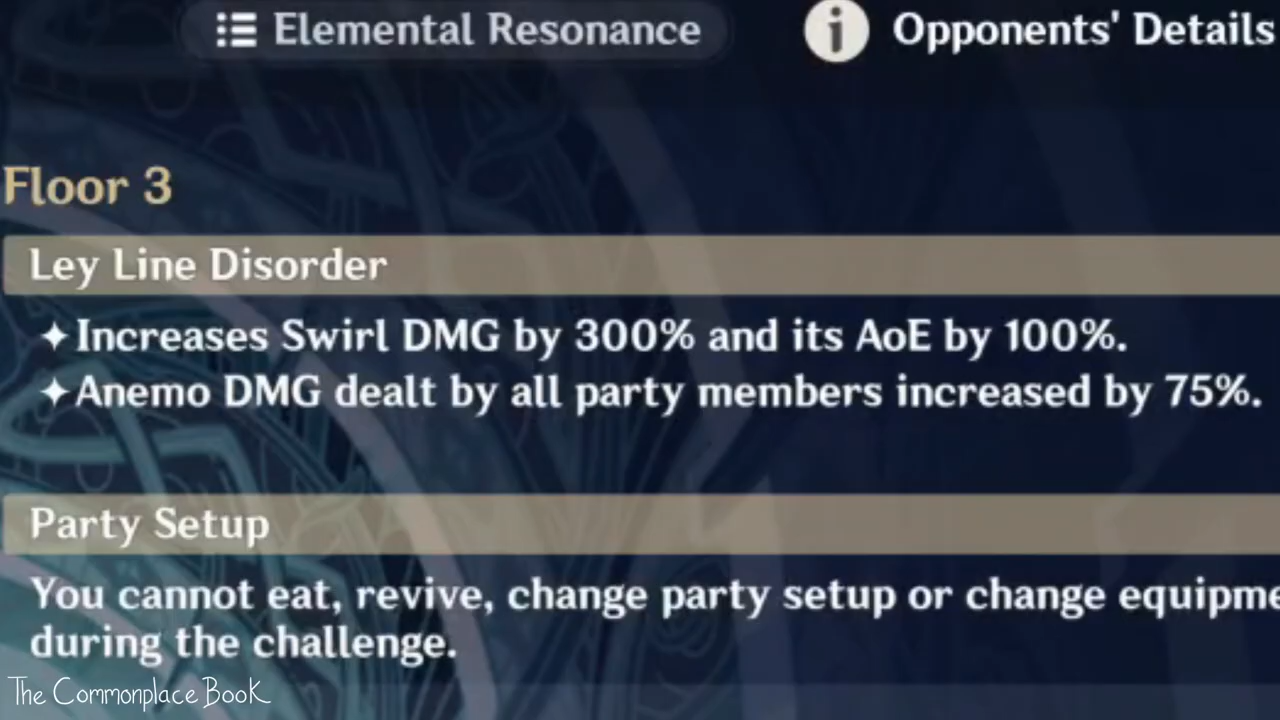 Elemental Resonance
Opponents' Details
Floor 3
Ley Line Disorder
✦Increases Swirl DMG by 300% and its AoE by 100%.
✦Anemo DMG dealt by all party members increased by 75%.
Party Setup
You cannot eat, revive, change party setup or change equipme
during the challenge.
The Commonplace Book